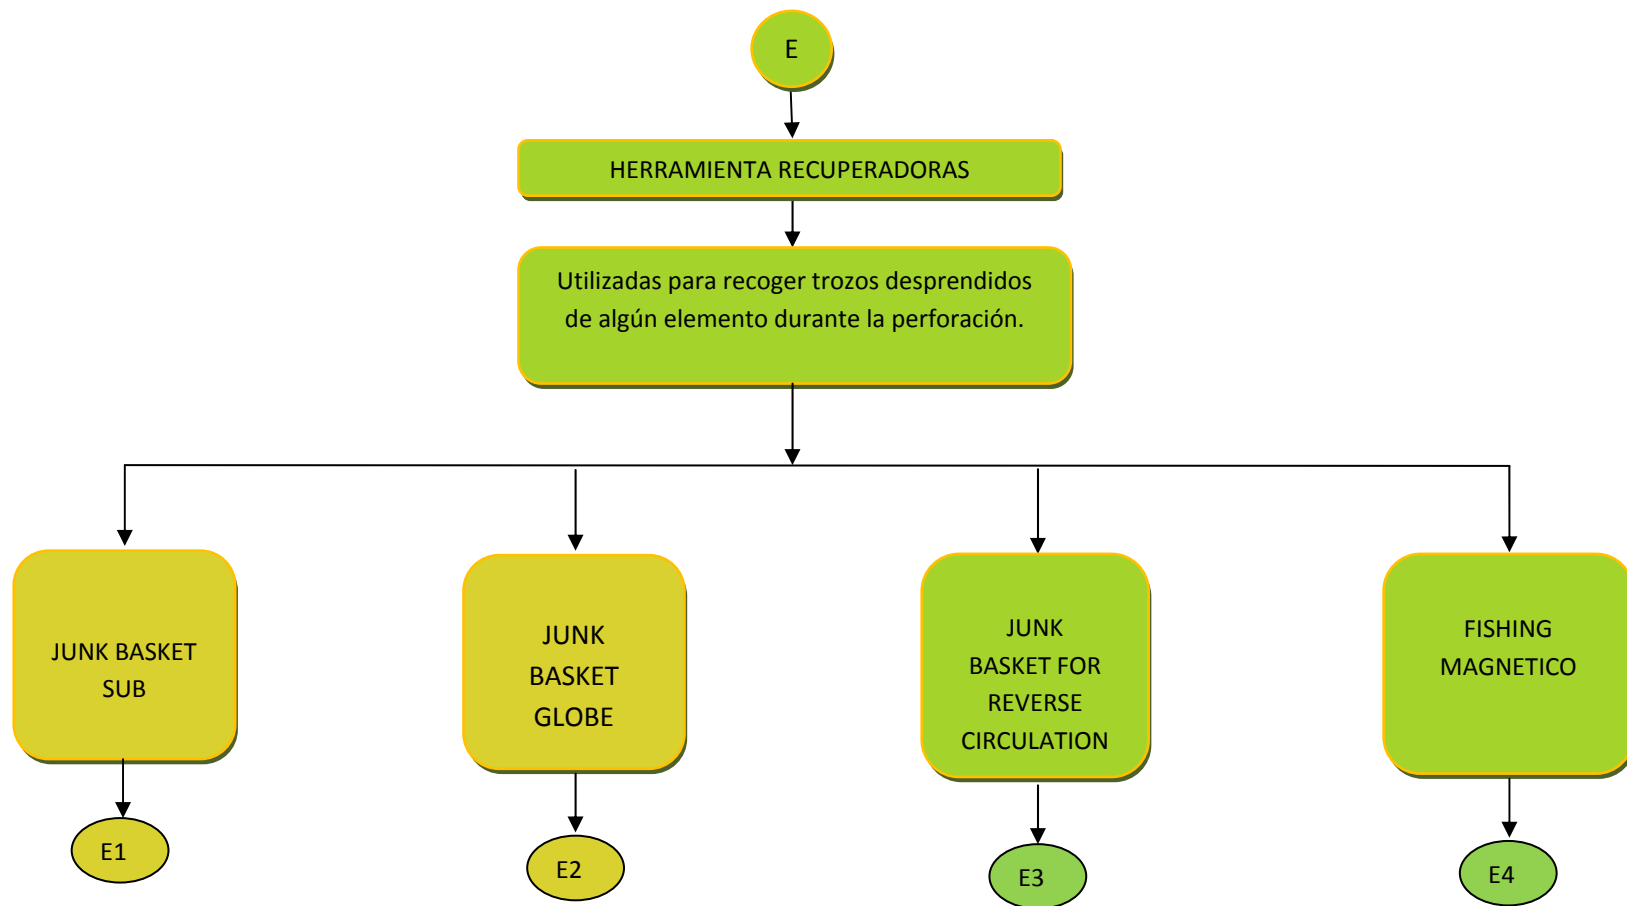 E
HERRAMIENTA RECUPERADORAS
Utilizadas para recoger trozos desprendidos
de algún elemento durante la perforación.
JUNK BASKET
SUB
JUNK
BASKET
GLOBE
JUNK
BASKET FOR
REVERSE
CIRCULATION
FISHING
MAGNETICO
E1
E2
E3
E4